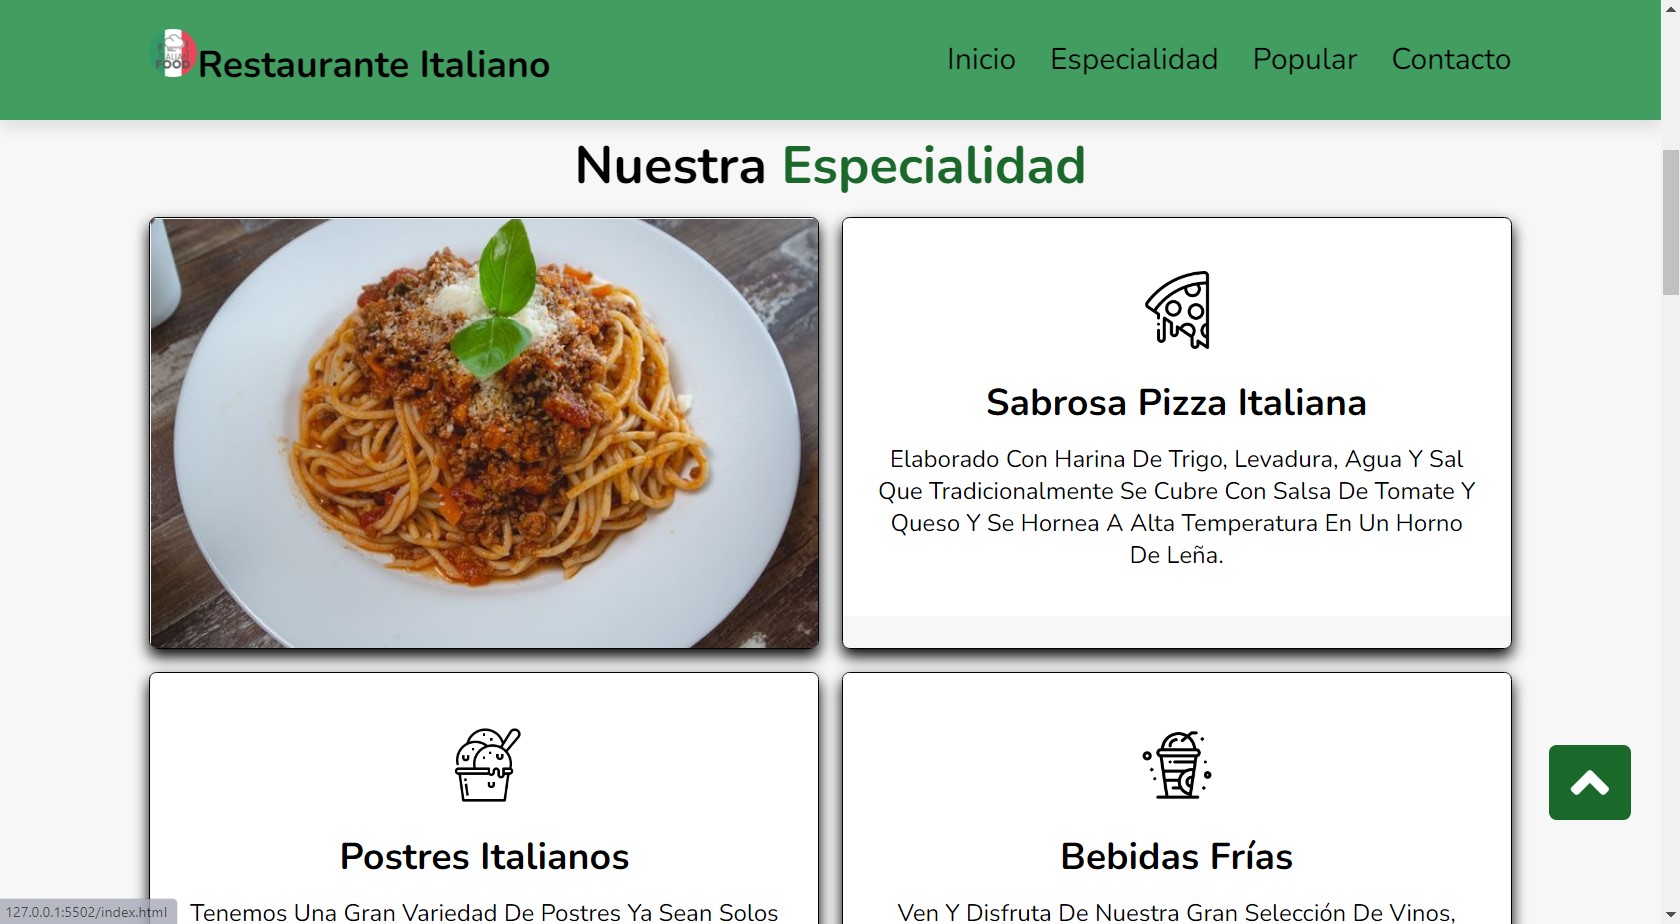 ITALIAN
FOOD
Restaurante Italiano
Inicio Especialidad Popular Contacto
Nuestra Especialidad
Sabrosa Pizza Italiana
Elaborado Con Harina De Trigo, Levadura, Agua Y Sal
Que Tradicionalmente Se Cubre Con Salsa De Tomate Y
Queso Y Se Hornea A Alta Temperatura En Un Horno
De Leña.
Postres Italianos
Tenemos Una Gran Variedad De Postres Ya Sean Solos
Bebidas Frías
Ven Y Disfruta De Nuestra Gran Selección De Vinos,
127.0.0.1:5502/index.html